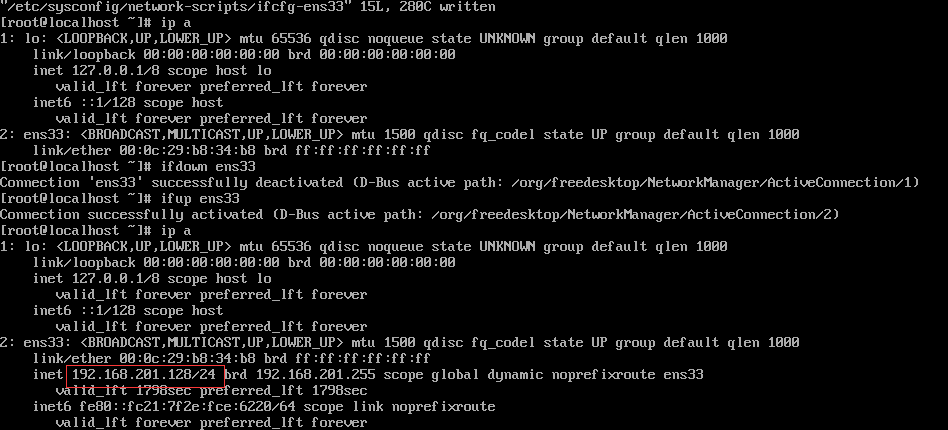 "/etc/sysconfig/network-scripts/ifcfg-ens33" 15L, 280C written
[root@localhost ~]# ip a
1: lo: <LOOPBACK,UP,LOWER_UP> mtu 65536 qdisc noqueue state UNKNOWN group default qlen 1000
    link/loopback 00:00:00:00:00:00 brd 00:00:00:00:00:00
    inet 127.0.0.1/8 scope host lo
       valid_lft forever preferred_lft forever
    inet6 ::1/128 scope host
       valid_lft forever preferred_lft forever
2: ens33: <BROADCAST,MULTICAST,UP,LOWER_UP> mtu 1500 qdisc fq_codel state UP group default qlen 1000
    link/ether 00:0c:29:b8:34:b8 brd ff:ff:ff:ff:ff:ff
[root@localhost ~]# ifdown ens33
Connection 'ens33' successfully deactivated (D-Bus active path: /org/freedesktop/NetworkManager/ActiveConnection/1)
[root@localhost ~]# ifup ens33
Connection successfully activated (D-Bus active path: /org/freedesktop/NetworkManager/ActiveConnection/2)
[root@localhost ~]# ip a
1: lo: <LOOPBACK,UP,LOWER_UP> mtu 65536 qdisc noqueue state UNKNOWN group default qlen 1000
    link/loopback 00:00:00:00:00:00 brd 00:00:00:00:00:00
    inet 127.0.0.1/8 scope host lo
       valid_lft forever preferred_lft forever
    inet6 ::1/128 scope host
       valid_lft forever preferred_lft forever
2: ens33: <BROADCAST,MULTICAST,UP,LOWER_UP> mtu 1500 qdisc fq_codel state UP group default qlen 1000
    link/ether 00:0c:29:b8:34:b8 brd ff:ff:ff:ff:ff:ff
    inet 192.168.201.128/24 brd 192.168.201.255 scope global dynamic noprefixroute ens33
       valid_lft 1798sec preferred_lft 1798sec
    inet6 fe80::fc21:7f2e:fce:6220/64 scope link noprefixroute
       valid_lft forever preferred_lft forever